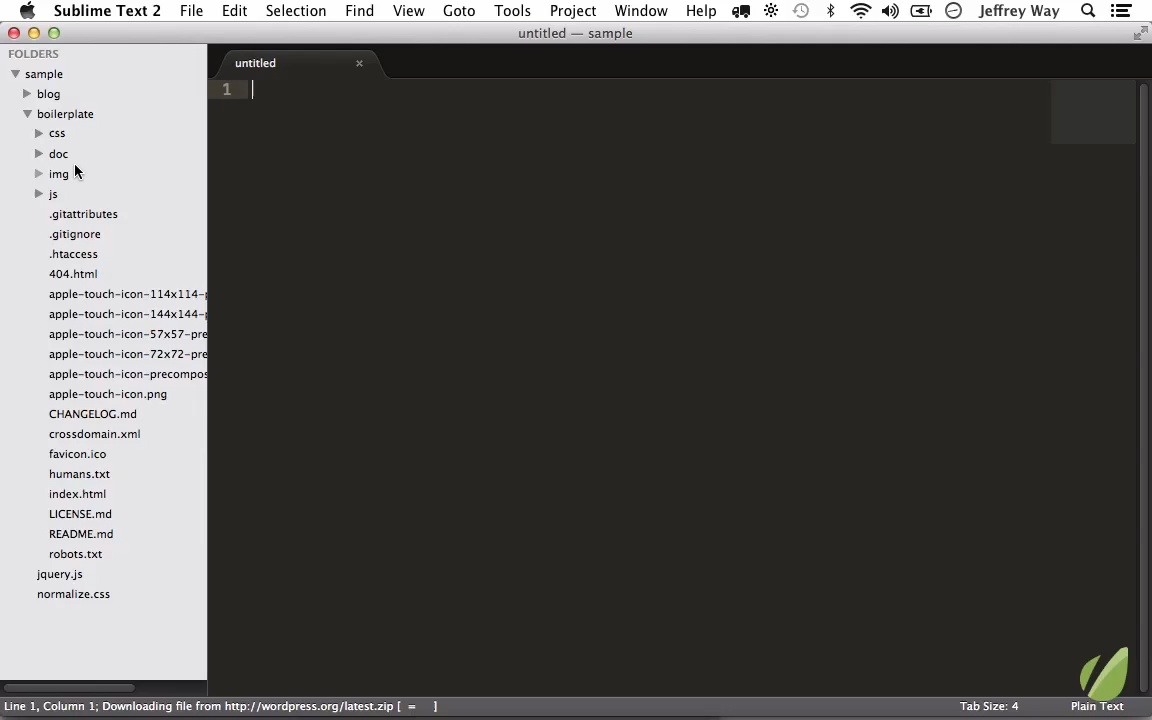 Sublime Text 2 File Edit Selection Find View Goto Tools Project Window Help Jeffrey Way
untitled — sample
FOLDERS
untitled ×
sample
1
blog
boilerplate
css
doc
img
js
.gitattributes
.gitignore
.htaccess
404.html
apple-touch-icon-114x114-p
apple-touch-icon-144x144-p
apple-touch-icon-57x57-pre
apple-touch-icon-72x72-pre
apple-touch-icon-precompos
apple-touch-icon.png
CHANGELOG.md
crossdomain.xml
favicon.ico
humans.txt
index.html
LICENSE.md
README.md
robots.txt
jquery.js
normalize.css
Line 1, Column 1; Downloading file from http://wordpress.org/latest.zip [ = ] Tab Size: 4 Plain Text